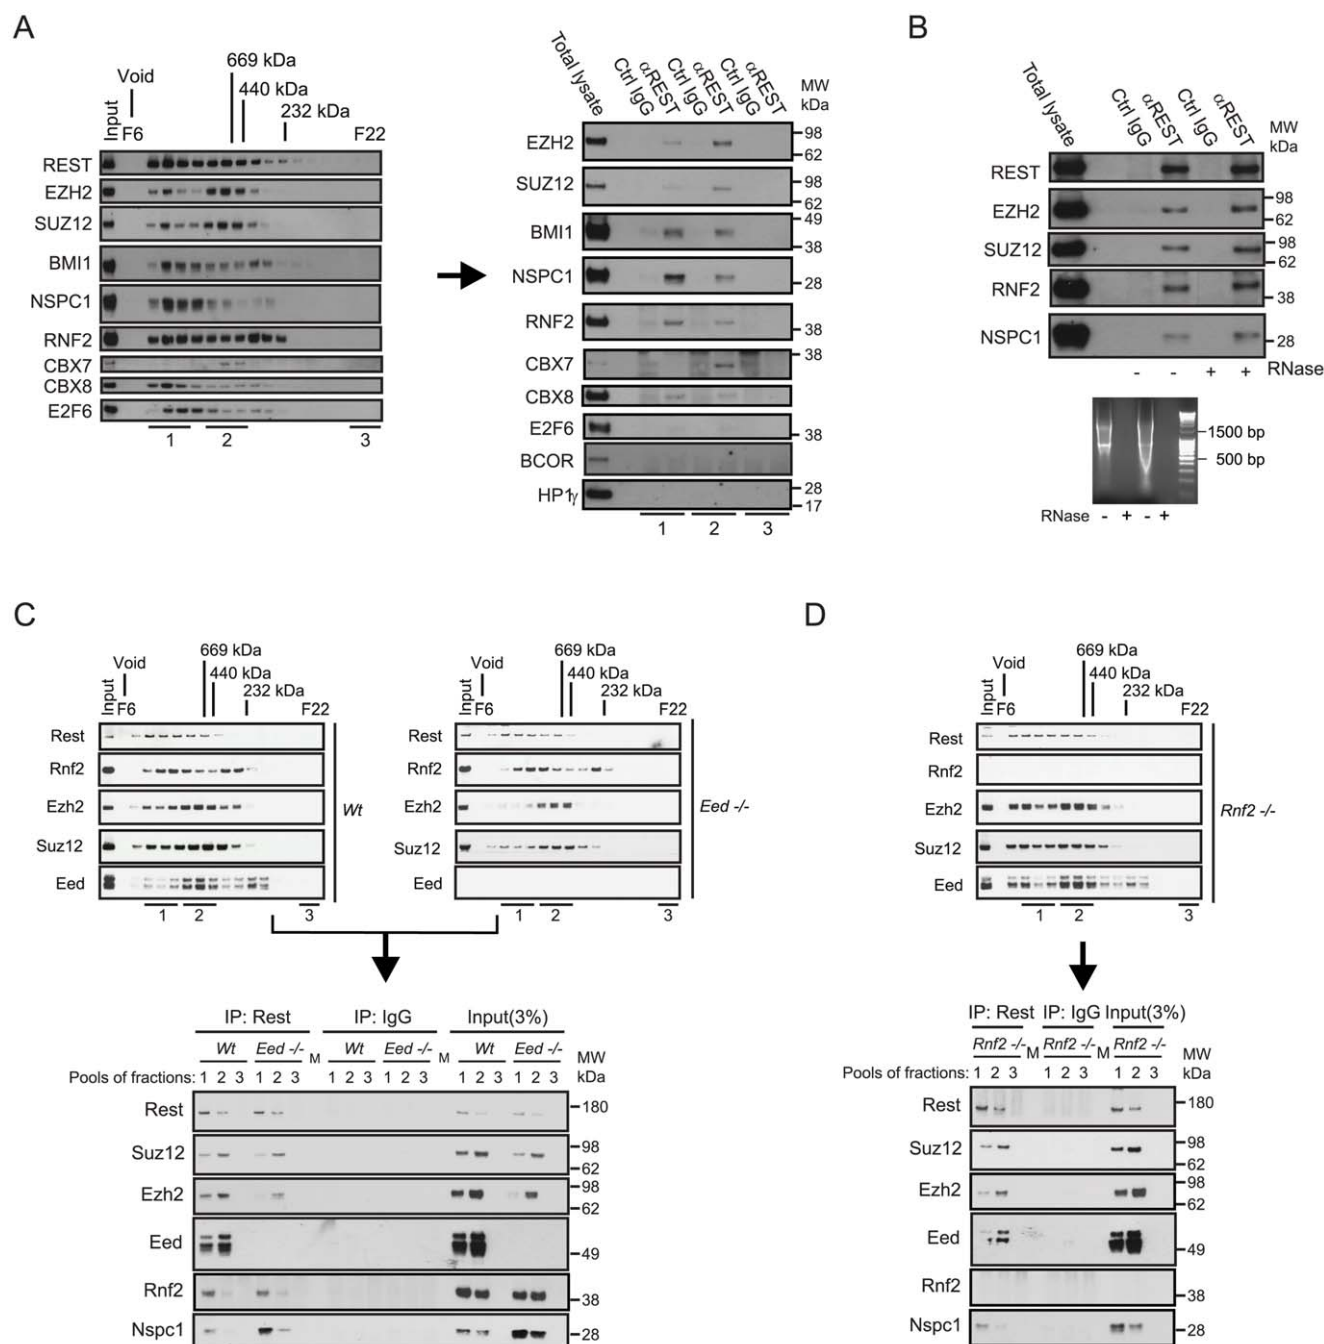 A
Void
669 kDa
440 kDa
232 kDa
Input
F6
F22
REST
EZH2
SUZ12
BMI1
NSPC1
RNF2
CBX7
CBX8
E2F6
1 2 3
Total lysate
Ctrl IgG
αREST
Ctrl IgG
αREST
Ctrl IgG
αREST
MW
kDa
EZH2
98
62
SUZ12
98
62
BMI1
49
38
NSPC1
28
RNF2
38
CBX7
38
CBX8
E2F6
38
BCOR
HP1γ
28
17
1 2 3
B
Total lysate
Ctrl IgG
αREST
Ctrl IgG
αREST
MW
kDa
REST
EZH2
98
62
SUZ12
98
62
RNF2
38
NSPC1
28
- - + + RNase
1500 bp
500 bp
RNase - + - +
C
669 kDa
Void
440 kDa
232 kDa
Input
F6
F22
Rest
Rnf2
Ezh2
Suz12
Eed
Wt
1 2 3
669 kDa
Void
440 kDa
232 kDa
Input
F6
F22
Rest
Rnf2
Ezh2
Suz12
Eed
Eed -/-
1 2 3
IP: Rest IP: IgG Input(3%)
Wt Eed -/- M Wt Eed -/- M Wt Eed -/- MW
Pools of fractions: 1 2 3 1 2 3 1 2 3 1 2 3 1 2 3 1 2 3 kDa
Rest
180
Suz12
98
62
Ezh2
98
62
Eed
49
Rnf2
38
Nspc1
28
D
669 kDa
Void
440 kDa
232 kDa
Input
F6
F22
Rest
Rnf2
Ezh2
Suz12
Eed
Rnf2 -/-
1 2 3
IP: Rest IP: IgG Input(3%)
Rnf2 -/- M Rnf2 -/- M Rnf2 -/- MW
Pools of fractions: 1 2 3 1 2 3 1 2 3 kDa
Rest
180
Suz12
98
62
Ezh2
98
62
Eed
49
Rnf2
38
Nspc1
28